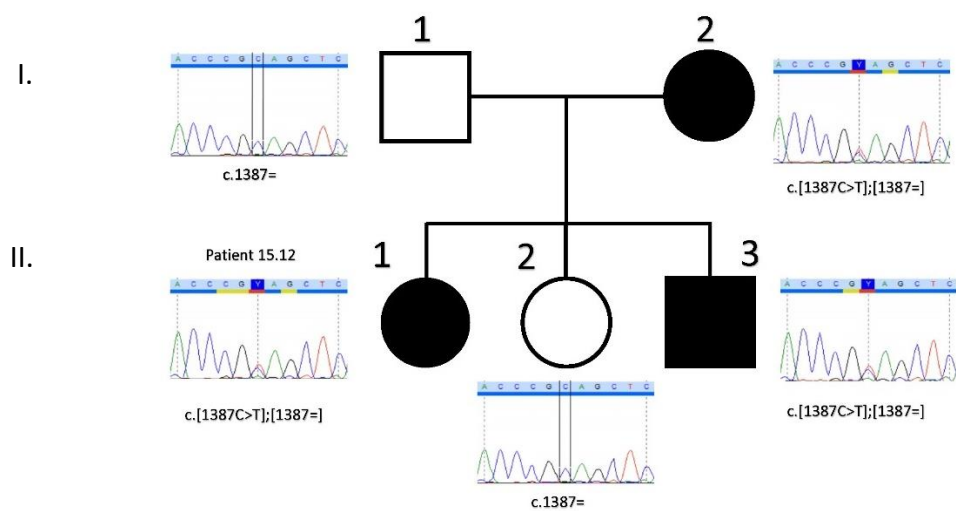 I.
1
2
A C C C G C A G C T C
c.1387=
A C C C G Y A G C T C
c.[1387C>T];[1387=]
II.
Patient 15.12
1
2
3
A C C C G Y A G C T C
c.[1387C>T];[1387=]
A C C C G C A G C T C
c.1387=
A C C C G Y A G C T C
c.[1387C>T];[1387=]